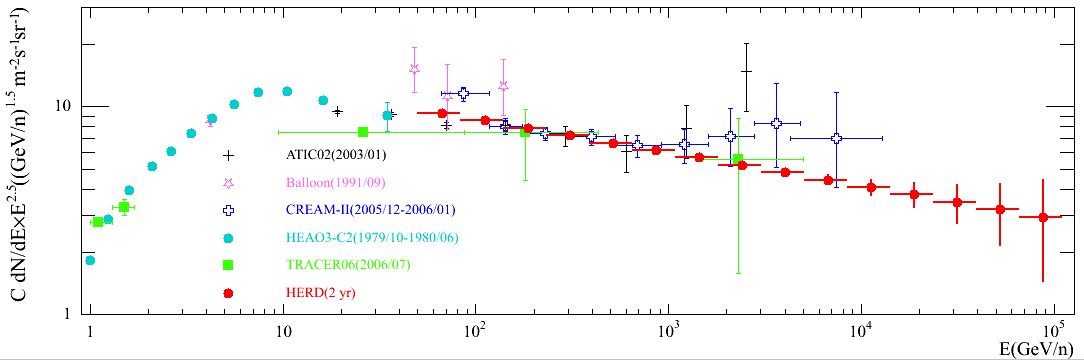 C dN/dE×E^2.5((GeV/n)^1.5 m^-2s^-1sr^-1)
10
1
ATIC02(2003/01)
Balloon(1991/09)
CREAM-II(2005/12-2006/01)
HEAO3-C2(1979/10-1980/06)
TRACER06(2006/07)
HERD(2 yr)
1 10 10^2 10^3 10^4 10^5
E(GeV/n)